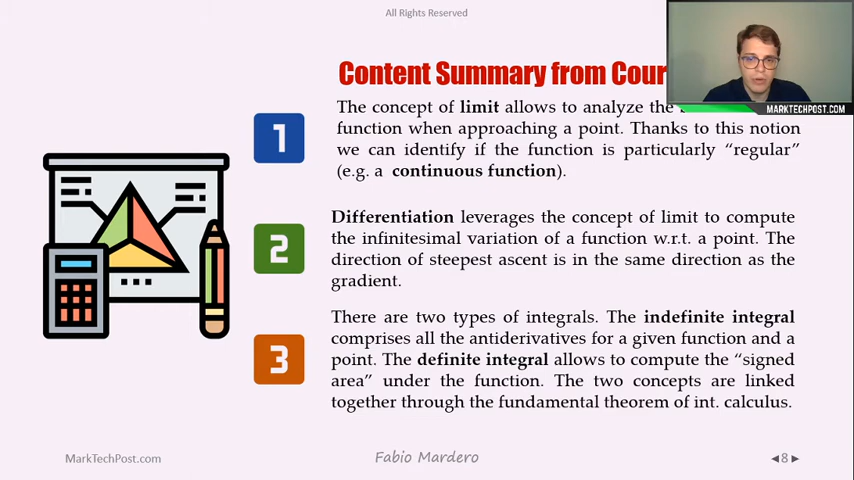 All Rights Reserved
Content Summary from
The concept of limit allows to analyze the
function when approaching a point. Thanks to this notion
we can identify if the function is particularly “regular”
(e.g. a continuous function).
Differentiation leverages the concept of limit to compute
the infinitesimal variation of a function w.r.t. a point. The
direction of steepest ascent is in the same direction as the
gradient.
There are two types of integrals. The indefinite integral
comprises all the antiderivatives for a given function and a
point. The definite integral allows to compute the “signed
area” under the function. The two concepts are linked
together through the fundamental theorem of int. calculus.
1
2
3
MARKTECHPOST.COM
MarkTechPost.com
Fabio Mardero
8